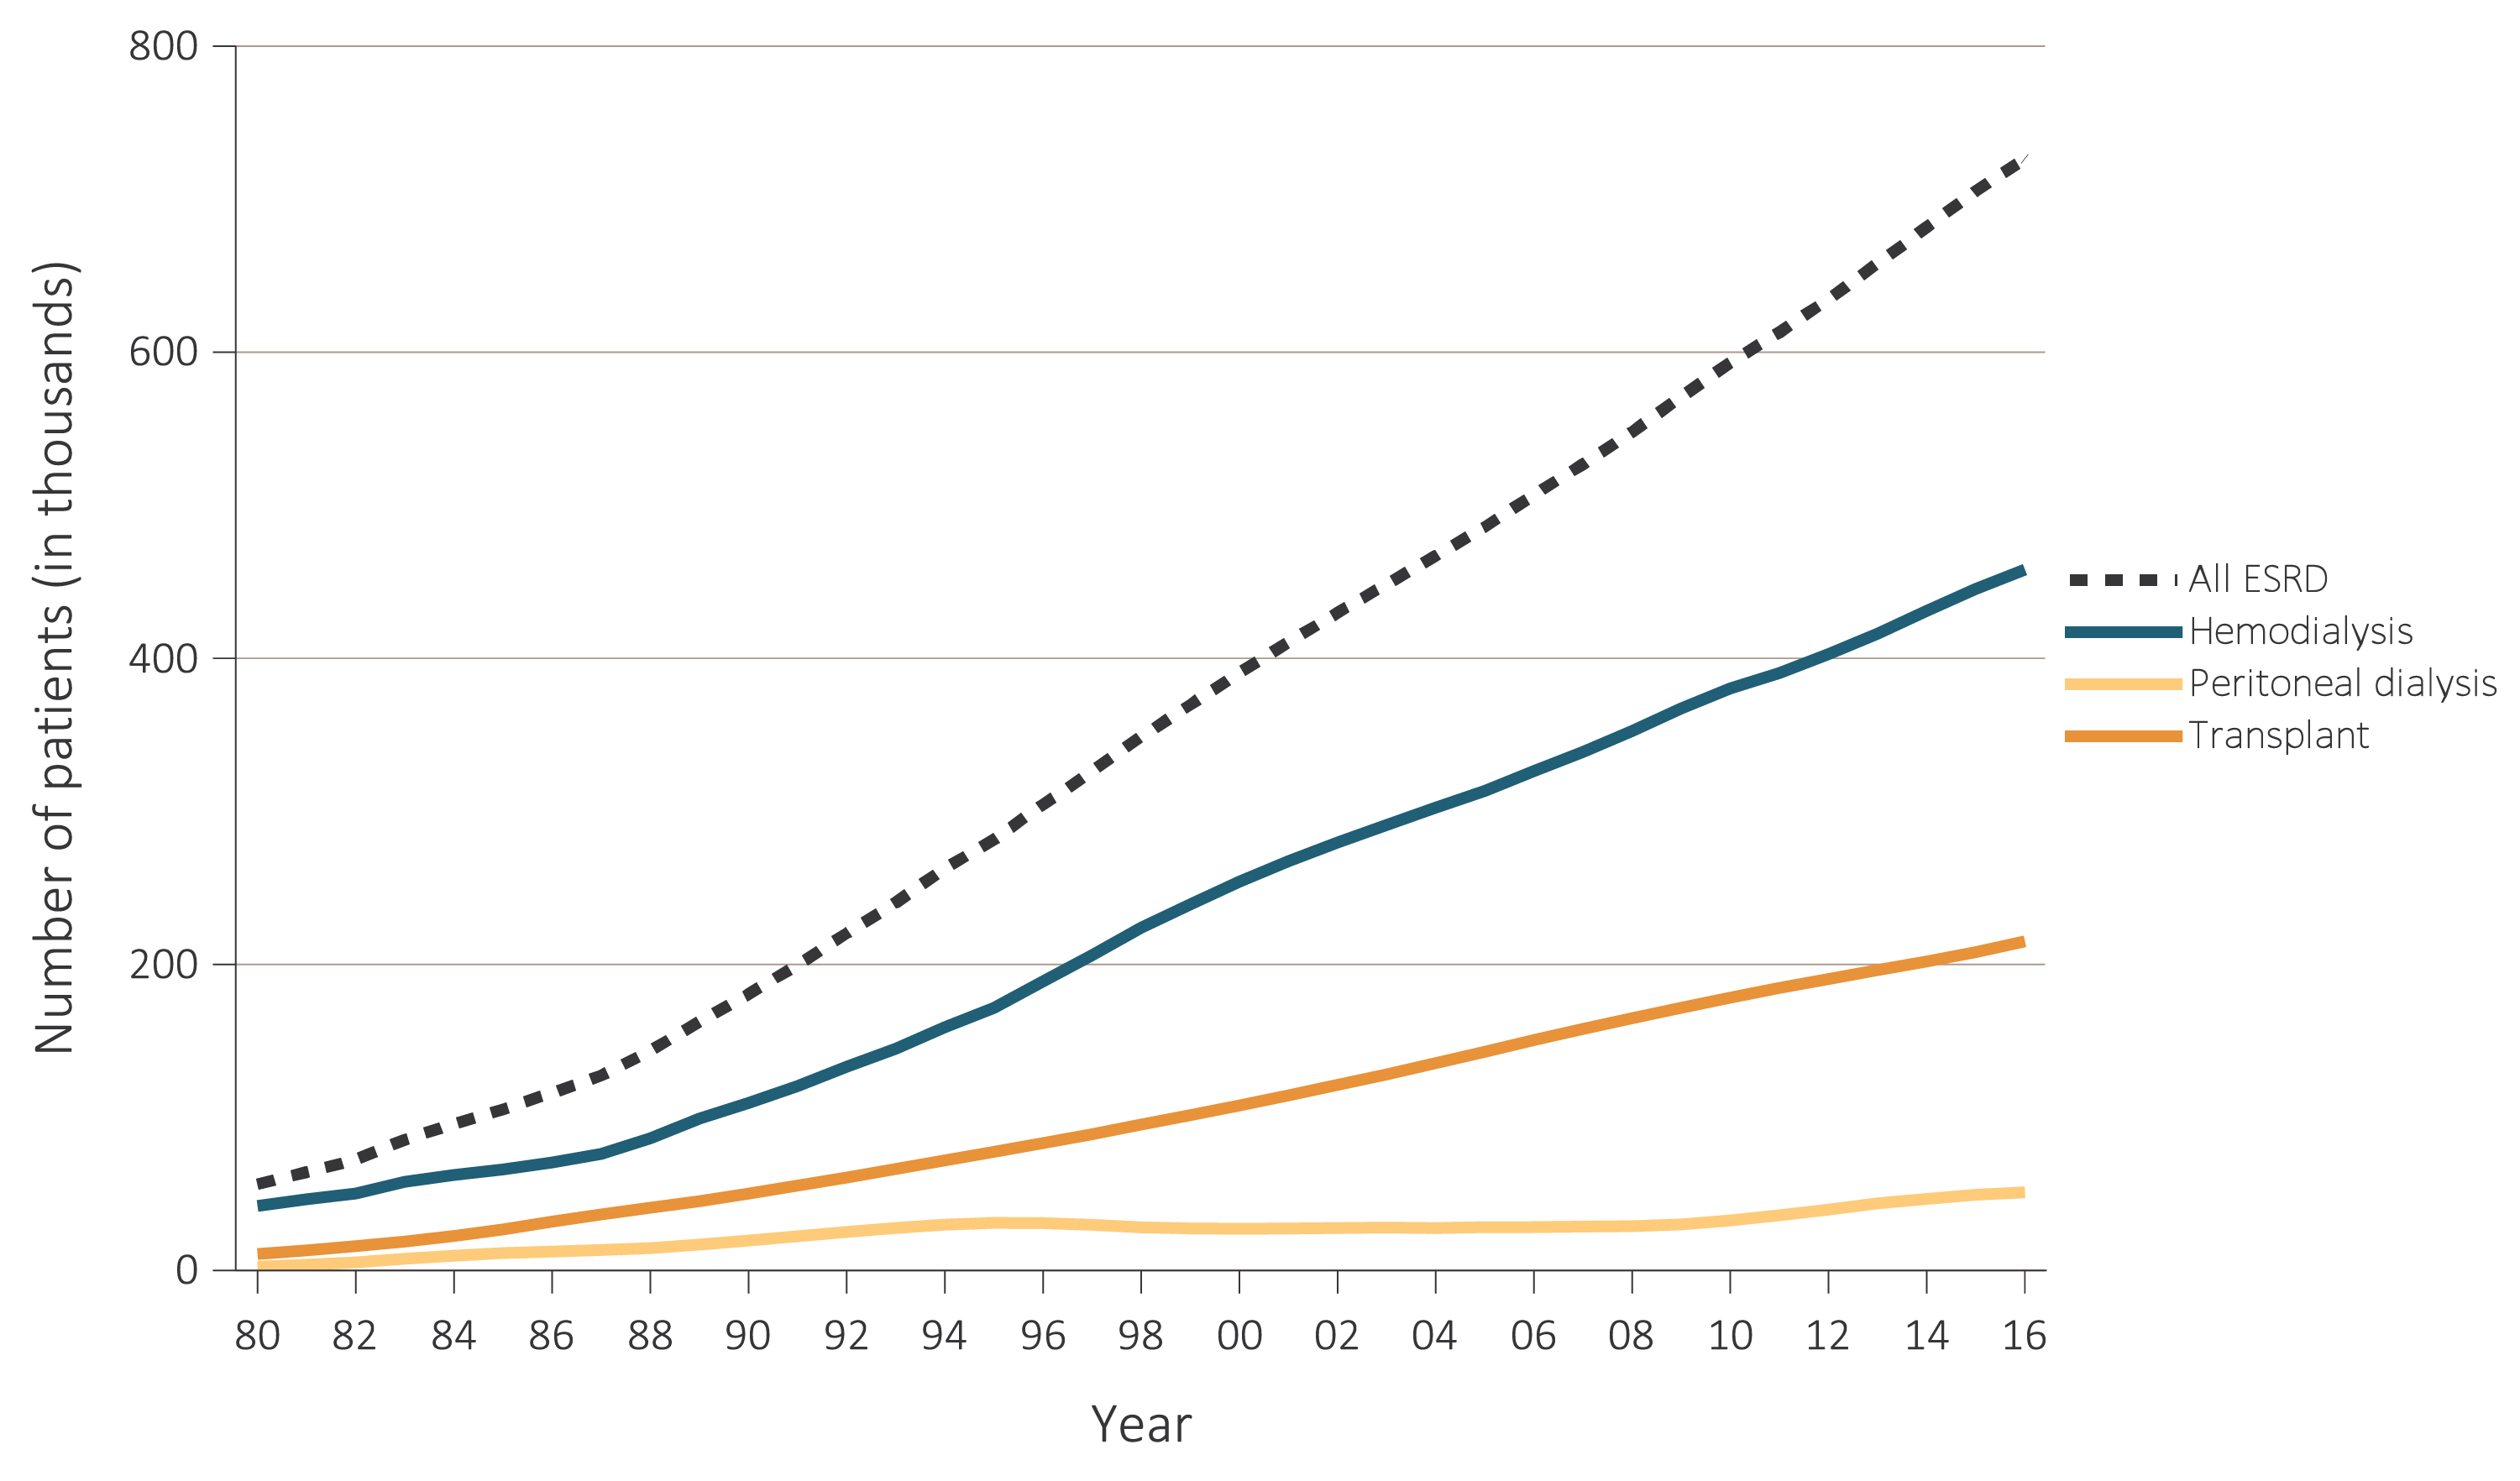 Number of patients (in thousands)
800
600
400
200
0
80 82 84 86 88 90 92 94 96 98 00 02 04 06 08 10 12 14 16
Year
All ESRD
Hemodialysis
Peritoneal dialysis
Transplant